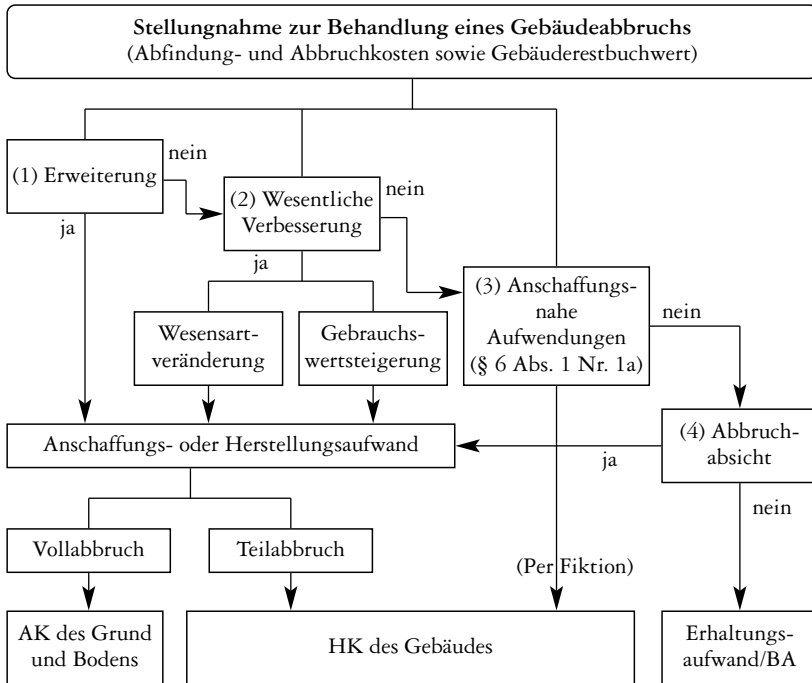 Stellungnahme zur Behandlung eines Gebäudeabbruchs
(Abfindung- und Abbruchkosten sowie Gebäuderestbuchwert)
(1) Erweiterung
nein
ja
(2) Wesentliche
Verbesserung
nein
ja
(3) Anschaffungs-
nahe
Aufwendungen
(§ 6 Abs. 1 Nr. 1a)
nein
Wesensart-
veränderung
Gebrauchs-
wertsteigerung
(4) Abbruch-
absicht
ja
nein
Anschaffungs- oder Herstellungsaufwand
Vollabbruch
Teilabbruch
(Per Fiktion)
AK des Grund
und Bodens
HK des Gebäudes
Erhaltungs-
aufwand/BA